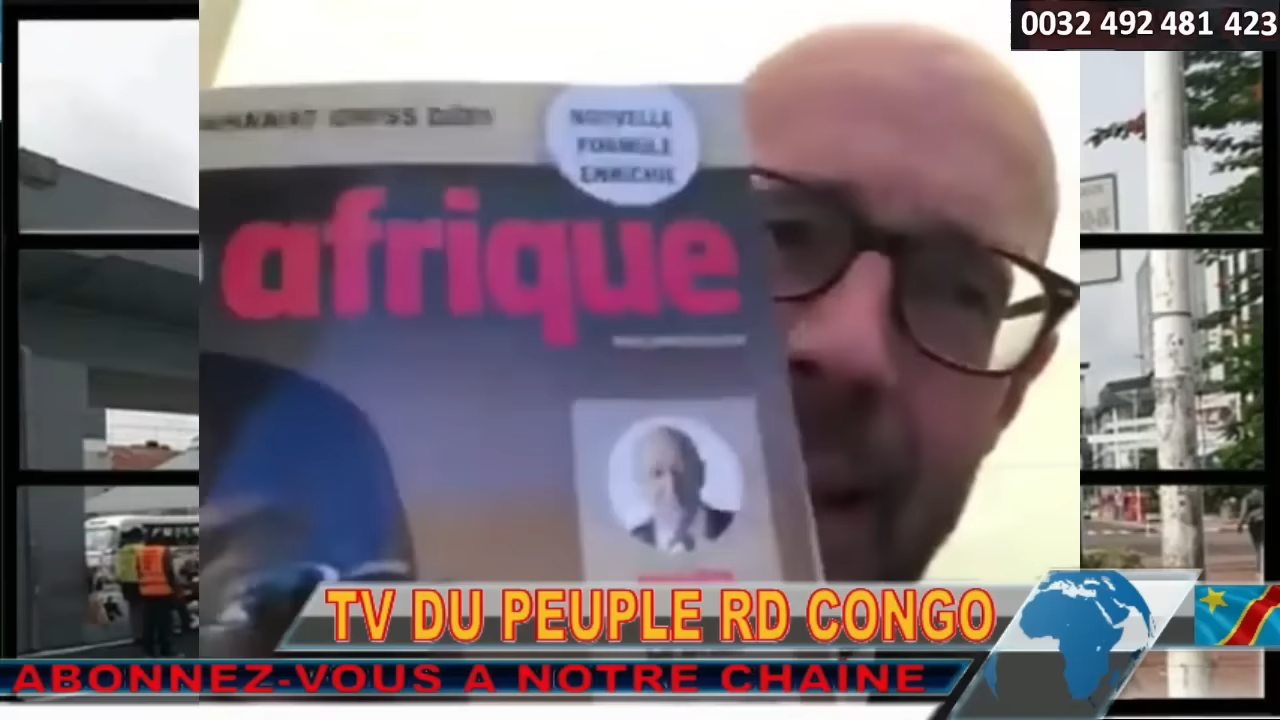 0032 492 481 423
NOUVELLE
FORMULE
ENRICHIE
afrique
TV DU PEUPLE RD CONGO
ABONNEZ-VOUS A NOTRE CHAINE